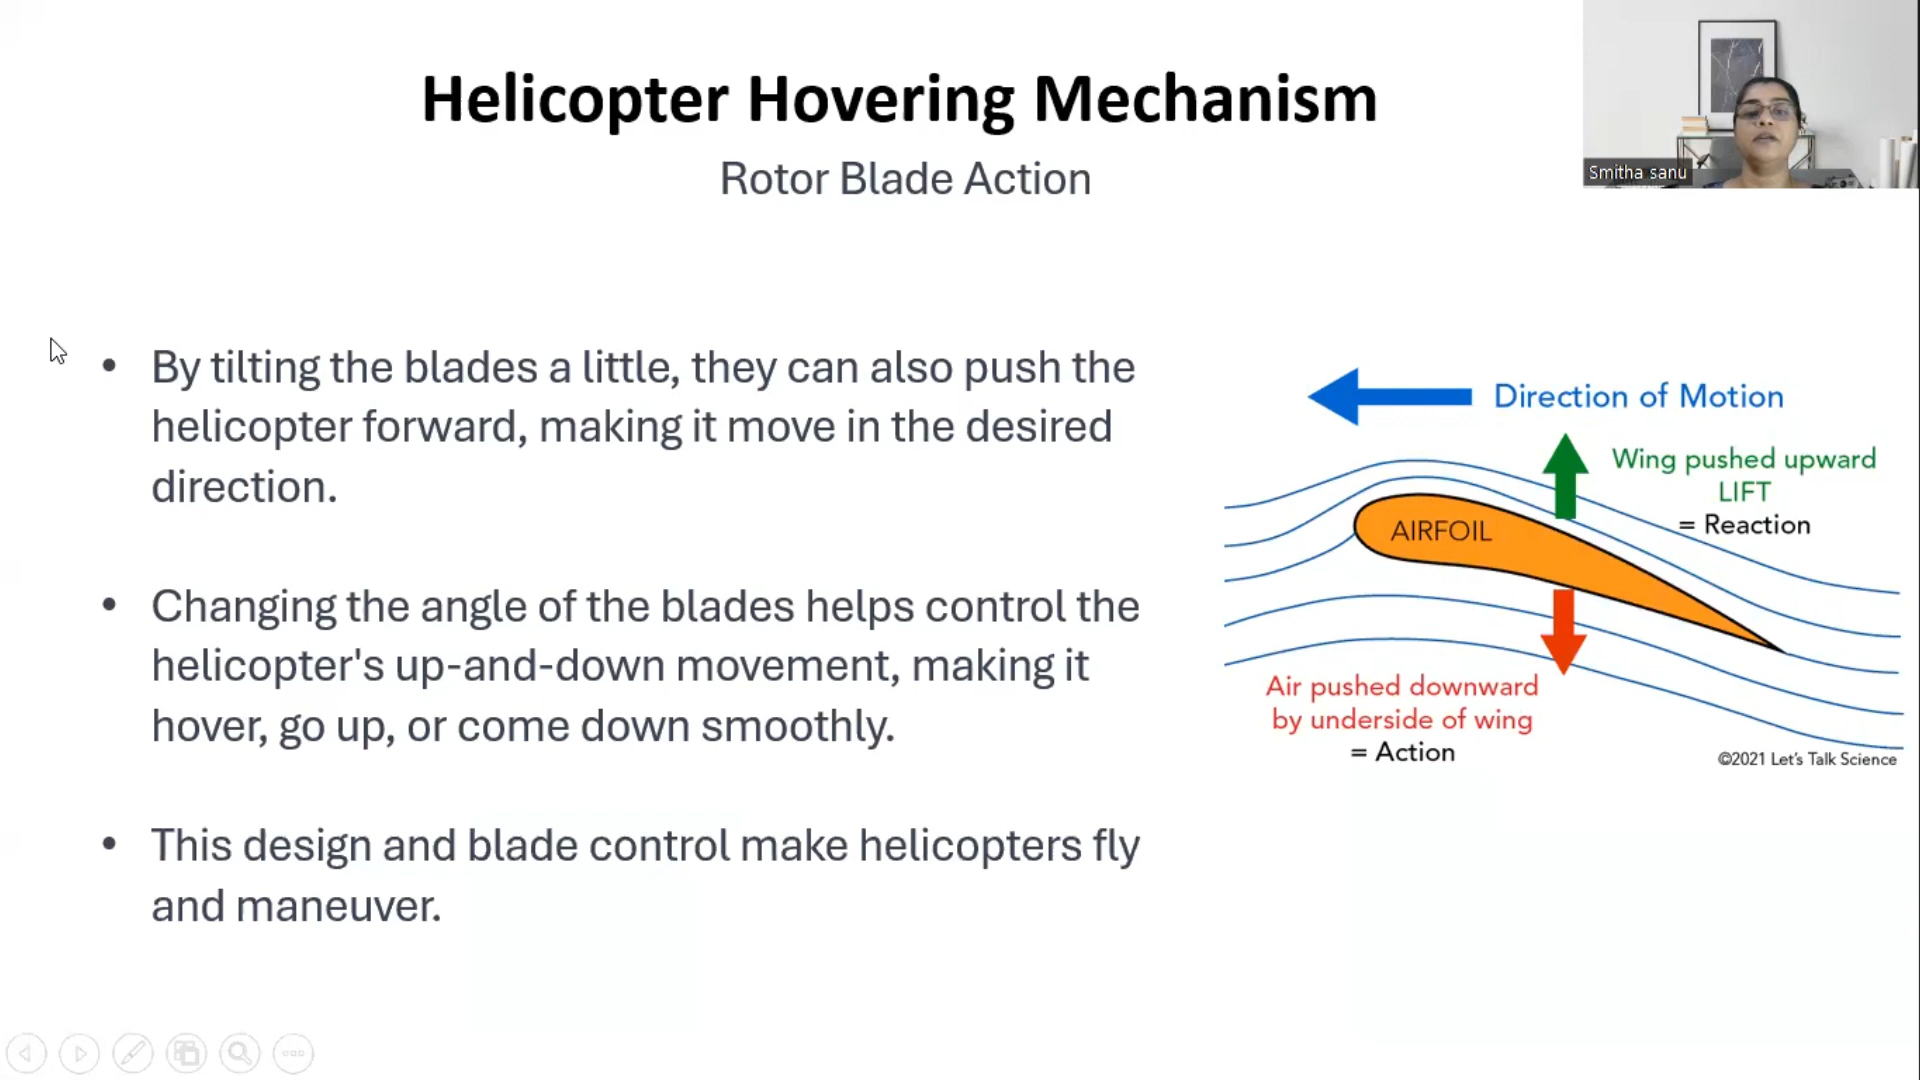 Helicopter Hovering Mechanism
Rotor Blade Action
Smitha sanu
• By tilting the blades a little, they can also push the
helicopter forward, making it move in the desired
direction.
• Changing the angle of the blades helps control the
helicopter's up-and-down movement, making it
hover, go up, or come down smoothly.
• This design and blade control make helicopters fly
and maneuver.
Direction of Motion
Wing pushed upward
LIFT
= Reaction
AIRFOIL
Air pushed downward
by underside of wing
= Action
©2021 Let's Talk Science